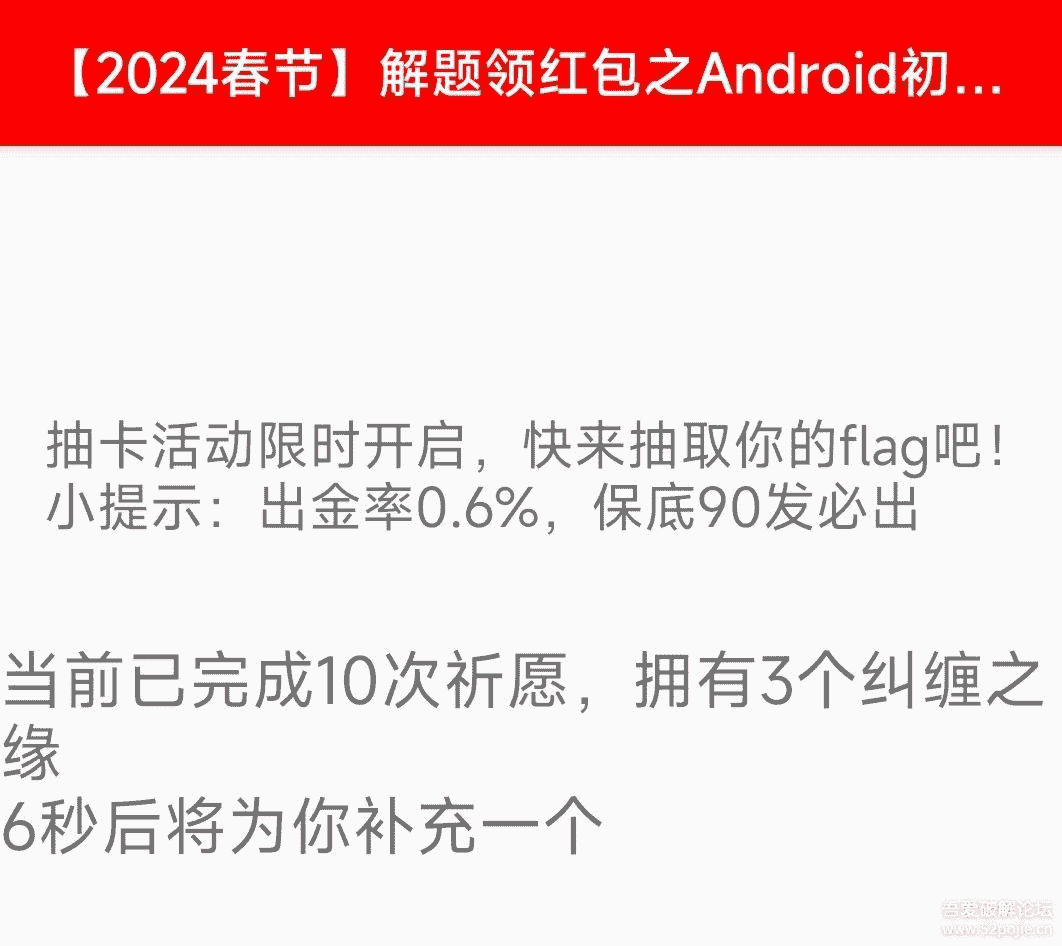 【2024春节】解题领红包之Android初...
抽卡活动限时开启，快来抽取你的flag吧！
小提示：出金率0.6%，保底90发必出
当前已完成10次祈愿，拥有3个纠缠之
缘
6秒后将为你补充一个
吾爱破解论坛
www.52pojie.cn